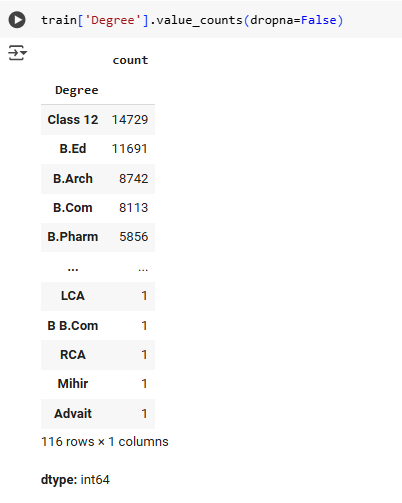 train['Degree'].value_counts(dropna=False)
count
Degree
Class 12 14729
B.Ed 11691
B.Arch 8742
B.Com 8113
B.Pharm 5856
... ...
LCA 1
B B.Com 1
RCA 1
Mihir 1
Advait 1
116 rows × 1 columns
dtype: int64